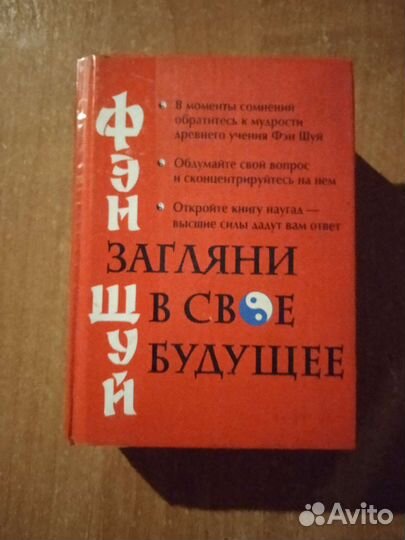 ФЭН ШУЙ
В моменты сомнений
обратитесь к мудрости
древнего учения Фэн Шуй
Обдумайте свой вопрос
и сконцентрируйтесь на нем
Откройте книгу наугад —
высшие силы дадут вам ответ
ЗАГЛЯНИ
В СВОЕ
БУДУЩЕЕ
Avito